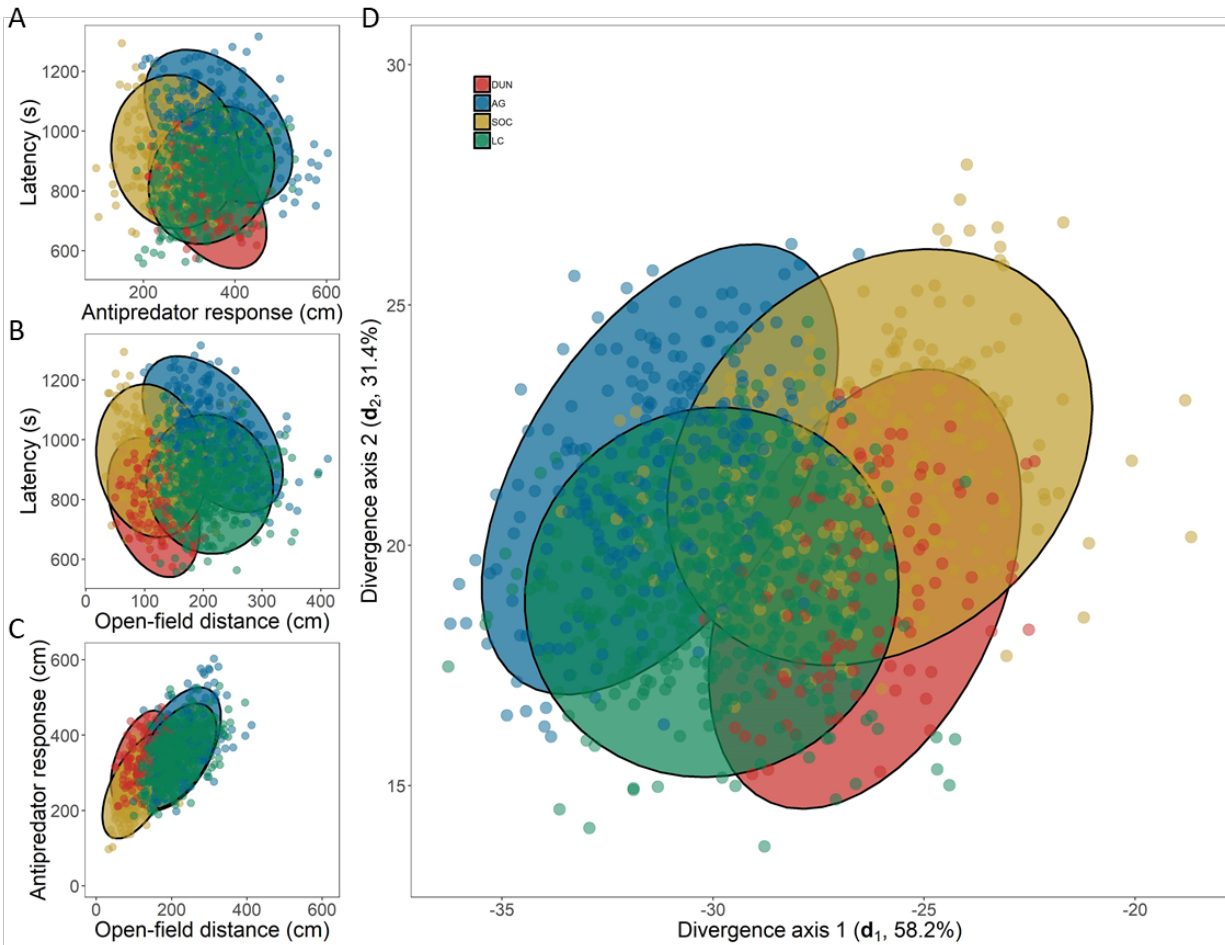 A
Latency (s)
1200
1000
800
600
200
400
600
Antipredator response (cm)
B
Latency (s)
1200
1000
800
600
0
100
200
300
400
Open-field distance (cm)
C
Antipredator response (cm)
600
400
200
0
0
200
400
600
Open-field distance (cm)
D
DUN
AG
SOC
LC
Divergence axis 2 (d2, 31.4%)
30
25
20
15
-35
-30
-25
-20
Divergence axis 1 (d1, 58.2%)